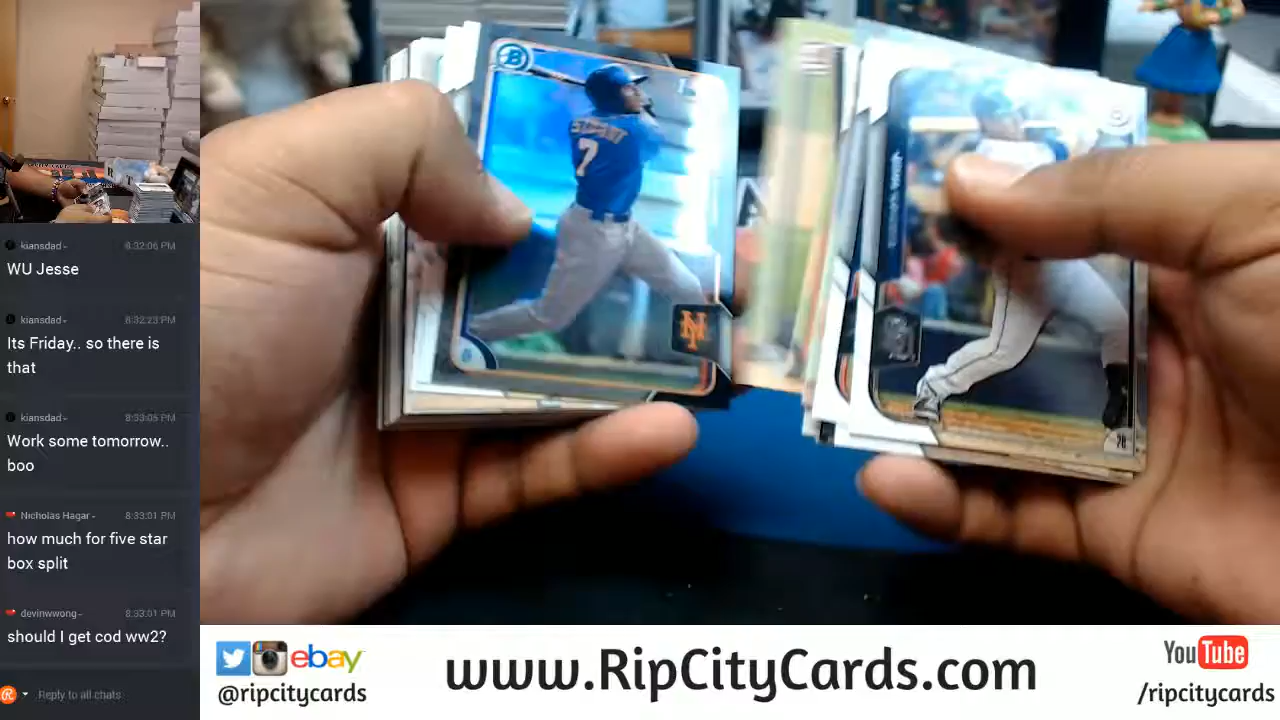 kiansdad- 8:32:06 PM
WU Jesse
kiansdad- 8:32:23 PM
Its Friday.. so there is
that
kiansdad- 8:33:05 PM
Work some tomorrow..
boo
Nicholas Hagar- 8:33:01 PM
how much for five star
box split
devinwwong- 8:33:01 PM
should I get cod ww2?
Reply to all chats
B
7
NY
ebay
@ripcitycards
www.RipCityCards.com
YouTube
/ripcitycards